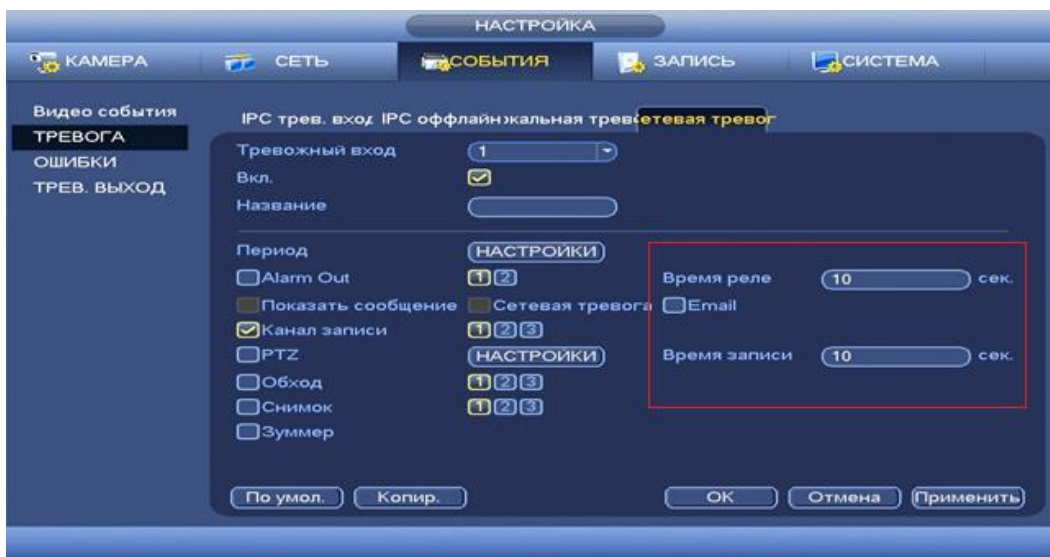 НАСТРОЙКА
КАМЕРА СЕТЬ СОБЫТИЯ ЗАПИСЬ СИСТЕМА
Видео события
ТРЕВОГА
ОШИБКИ
ТРЕВ. ВЫХОД
IPC трев. вход IPC оффлайн жальная трев етевая тревог
Тревожный вход 1
Вкл.
Название
Период НАСТРОЙКИ
Alarm Out 1 2 Время реле 10 сек.
Показать сообщение Сетевая тревога Email
Канал записи 1 2 3
PTZ НАСТРОЙКИ Время записи 10 сек.
Обход 1 2 3
Снимок 1 2 3
Зуммер
По умол. Копир. OK Отмена Применить